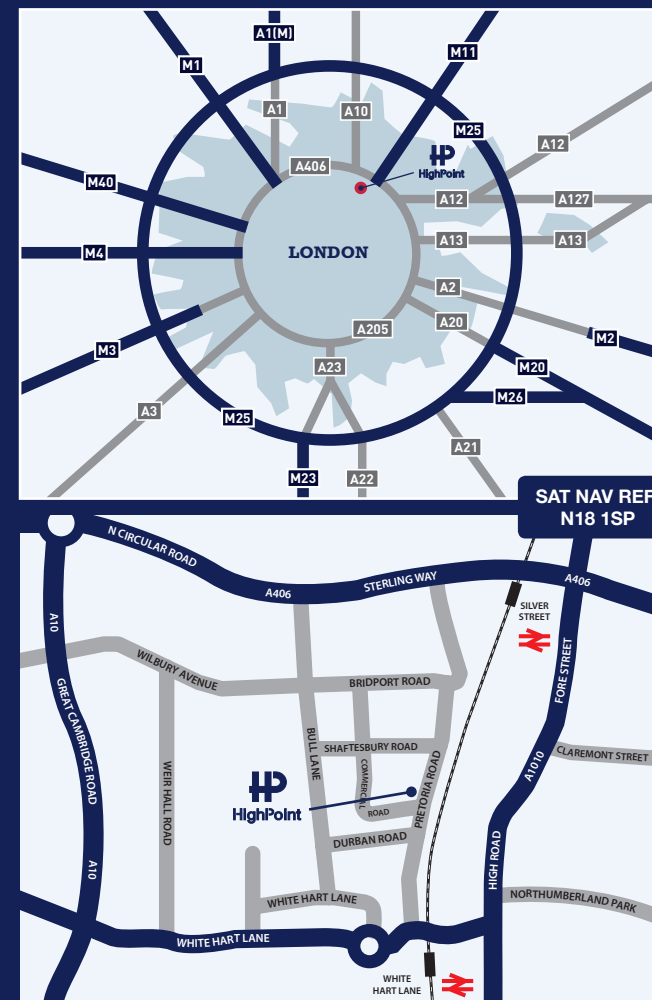 A1(M)
M1
M11
A1
A10
M25
A12
A406
HighPoint
M40
A12
A127
A13
A13
M4
LONDON
A2
A20
A205
M2
M3
A23
M20
M26
A3
M25
A21
M23
A22
SAT NAV REF
N18 1SP
N CIRCULAR ROAD
A406
STERLING WAY
A406
SILVER
STREET
A10
WILBURY AVENUE
BRIDPORT ROAD
FORE STREET
GREAT CAMBRIDGE ROAD
BULL LANE
SHAFTESBURY ROAD
CLAREMONT STREET
WEIR HALL ROAD
COMMERCIAL
ROAD
PRETORIA ROAD
A1010
HighPoint
DURBAN ROAD
A10
HIGH ROAD
WHITE HART LANE
NORTHUMBERLAND PARK
WHITE HART LANE
WHITE
HART LANE